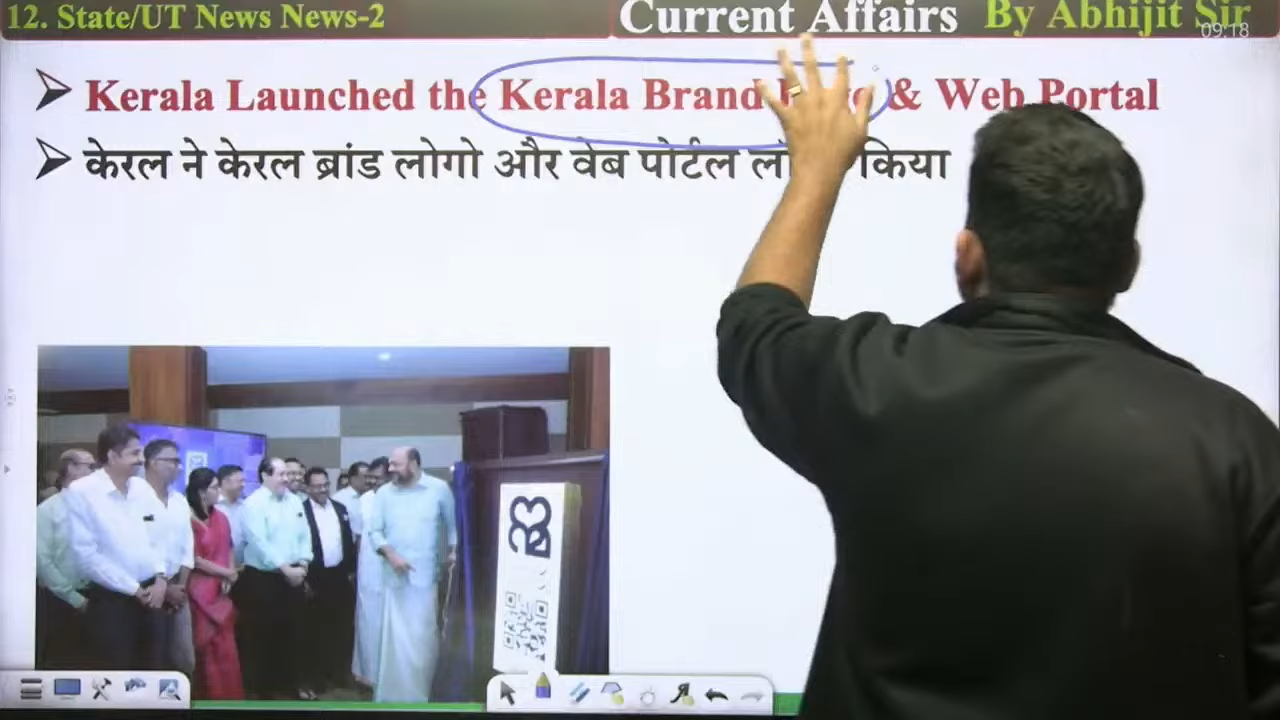 12. State/UT News News-2
Current Affairs
By Abhijit Sir
09:18
Kerala Launched the Kerala Brand & Web Portal
केरल ने केरल ब्रांड लोगो और वेब पोर्टल किया